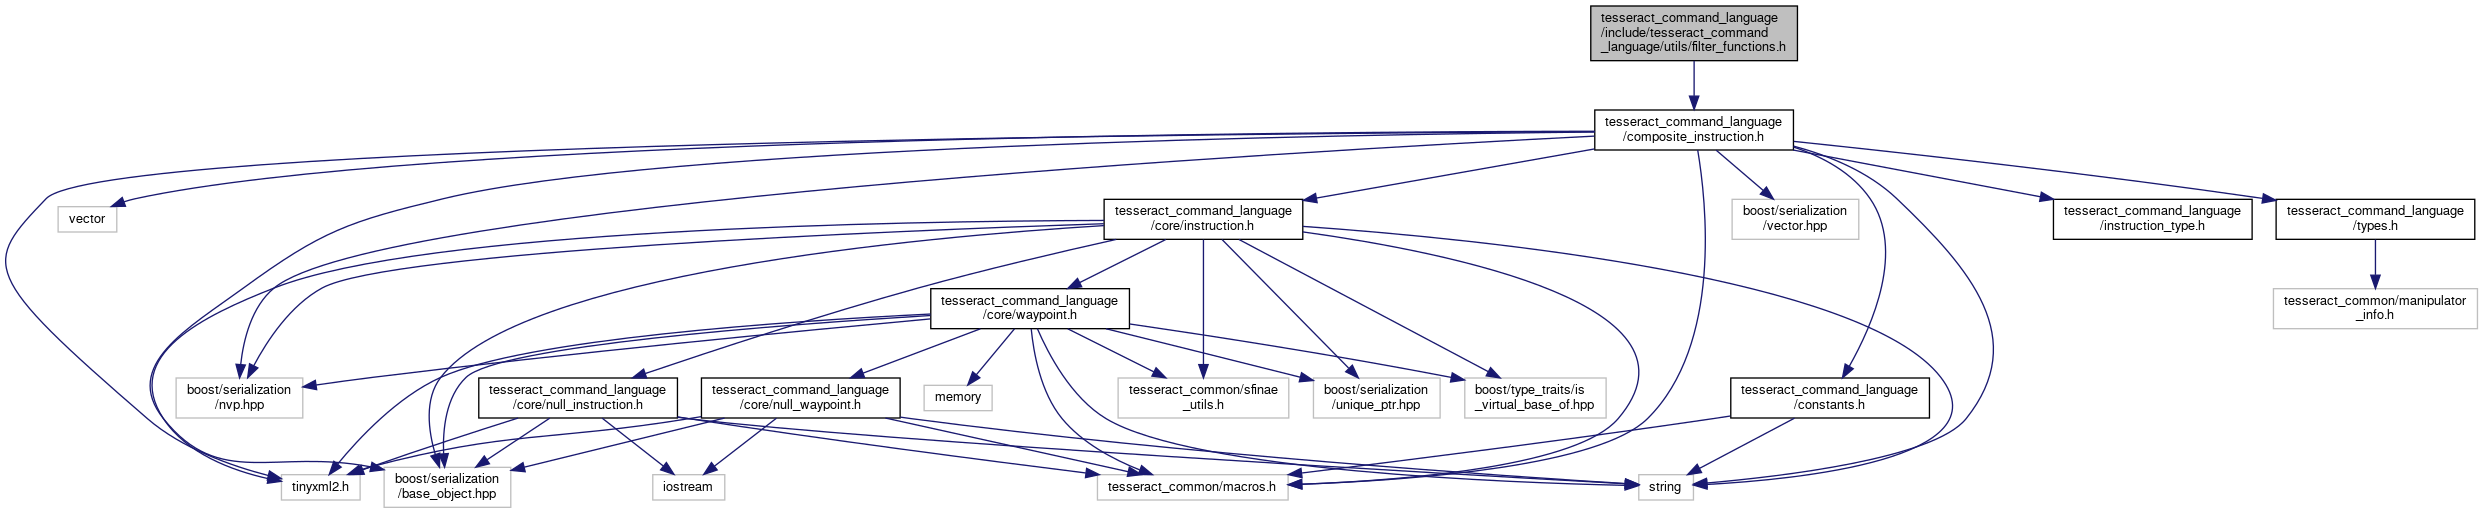 tesseract_command_language
/include/tesseract_command
_language/utils/filter_functions.h
tesseract_command_language
/composite_instruction.h
vector
tesseract_command_language
/core/instruction.h
boost/serialization
/vector.hpp
tesseract_command_language
/instruction_type.h
tesseract_command_language
/types.h
tesseract_command_language
/core/waypoint.h
tesseract_common/manipulator
_info.h
boost/serialization
/nvp.hpp
tesseract_command_language
/core/null_instruction.h
tesseract_command_language
/core/null_waypoint.h
memory
tesseract_common/sfinae
_utils.h
boost/serialization
/unique_ptr.hpp
boost/type_traits/is
_virtual_base_of.hpp
tesseract_command_language
/constants.h
tinyxml2.h
boost/serialization
/base_object.hpp
iostream
tesseract_common/macros.h
string